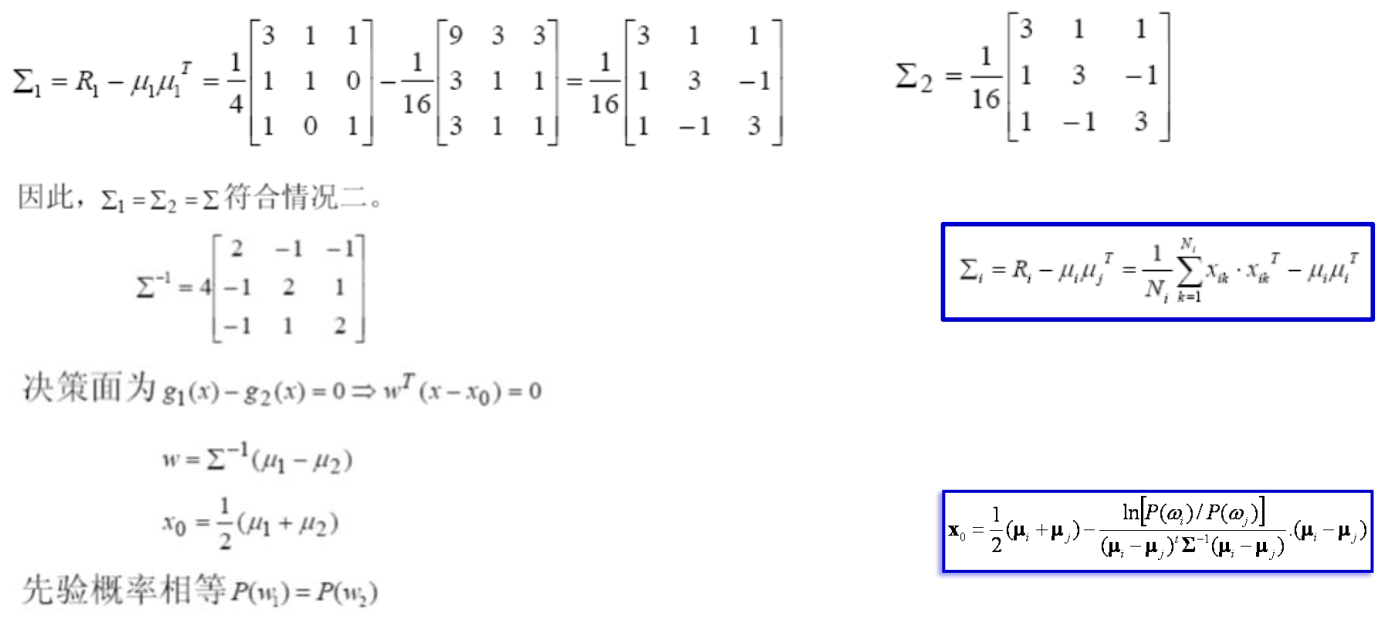 Σ₁ = R₁ − μ₁μ₁ᵀ = 1/4 [3 1 1; 1 1 0; 1 0 1] − 1/16 [9 3 3; 3 1 1; 3 1 1] = 1/16 [3 1 1; 1 3 −1; 1 −1 3]
Σ₂ = 1/16 [3 1 1; 1 3 −1; 1 −1 3]
因此，Σ₁ = Σ₂ = Σ 符合情况二。
Σ⁻¹ = 4 [2 −1 −1; −1 2 1; −1 1 2]
Σᵢ = Rᵢ − μᵢμⱼᵀ = 1/Nᵢ ∑_{k=1}^{Nᵢ} xᵢₖ · xᵢₖᵀ − μᵢμᵢᵀ
决策面为 g₁(x) − g₂(x) = 0 ⇒ wᵀ(x − x₀) = 0
w = Σ⁻¹(μ₁ − μ₂)
x₀ = 1/2 (μ₁ + μ₂)
x₀ = 1/2 (μᵢ + μⱼ) − ln[P(ωᵢ)/P(ωⱼ)] / (μᵢ − μⱼ)ᵗ Σ⁻¹(μᵢ − μⱼ) .(μᵢ − μⱼ)
先验概率相等 P(w₁) = P(w₂)